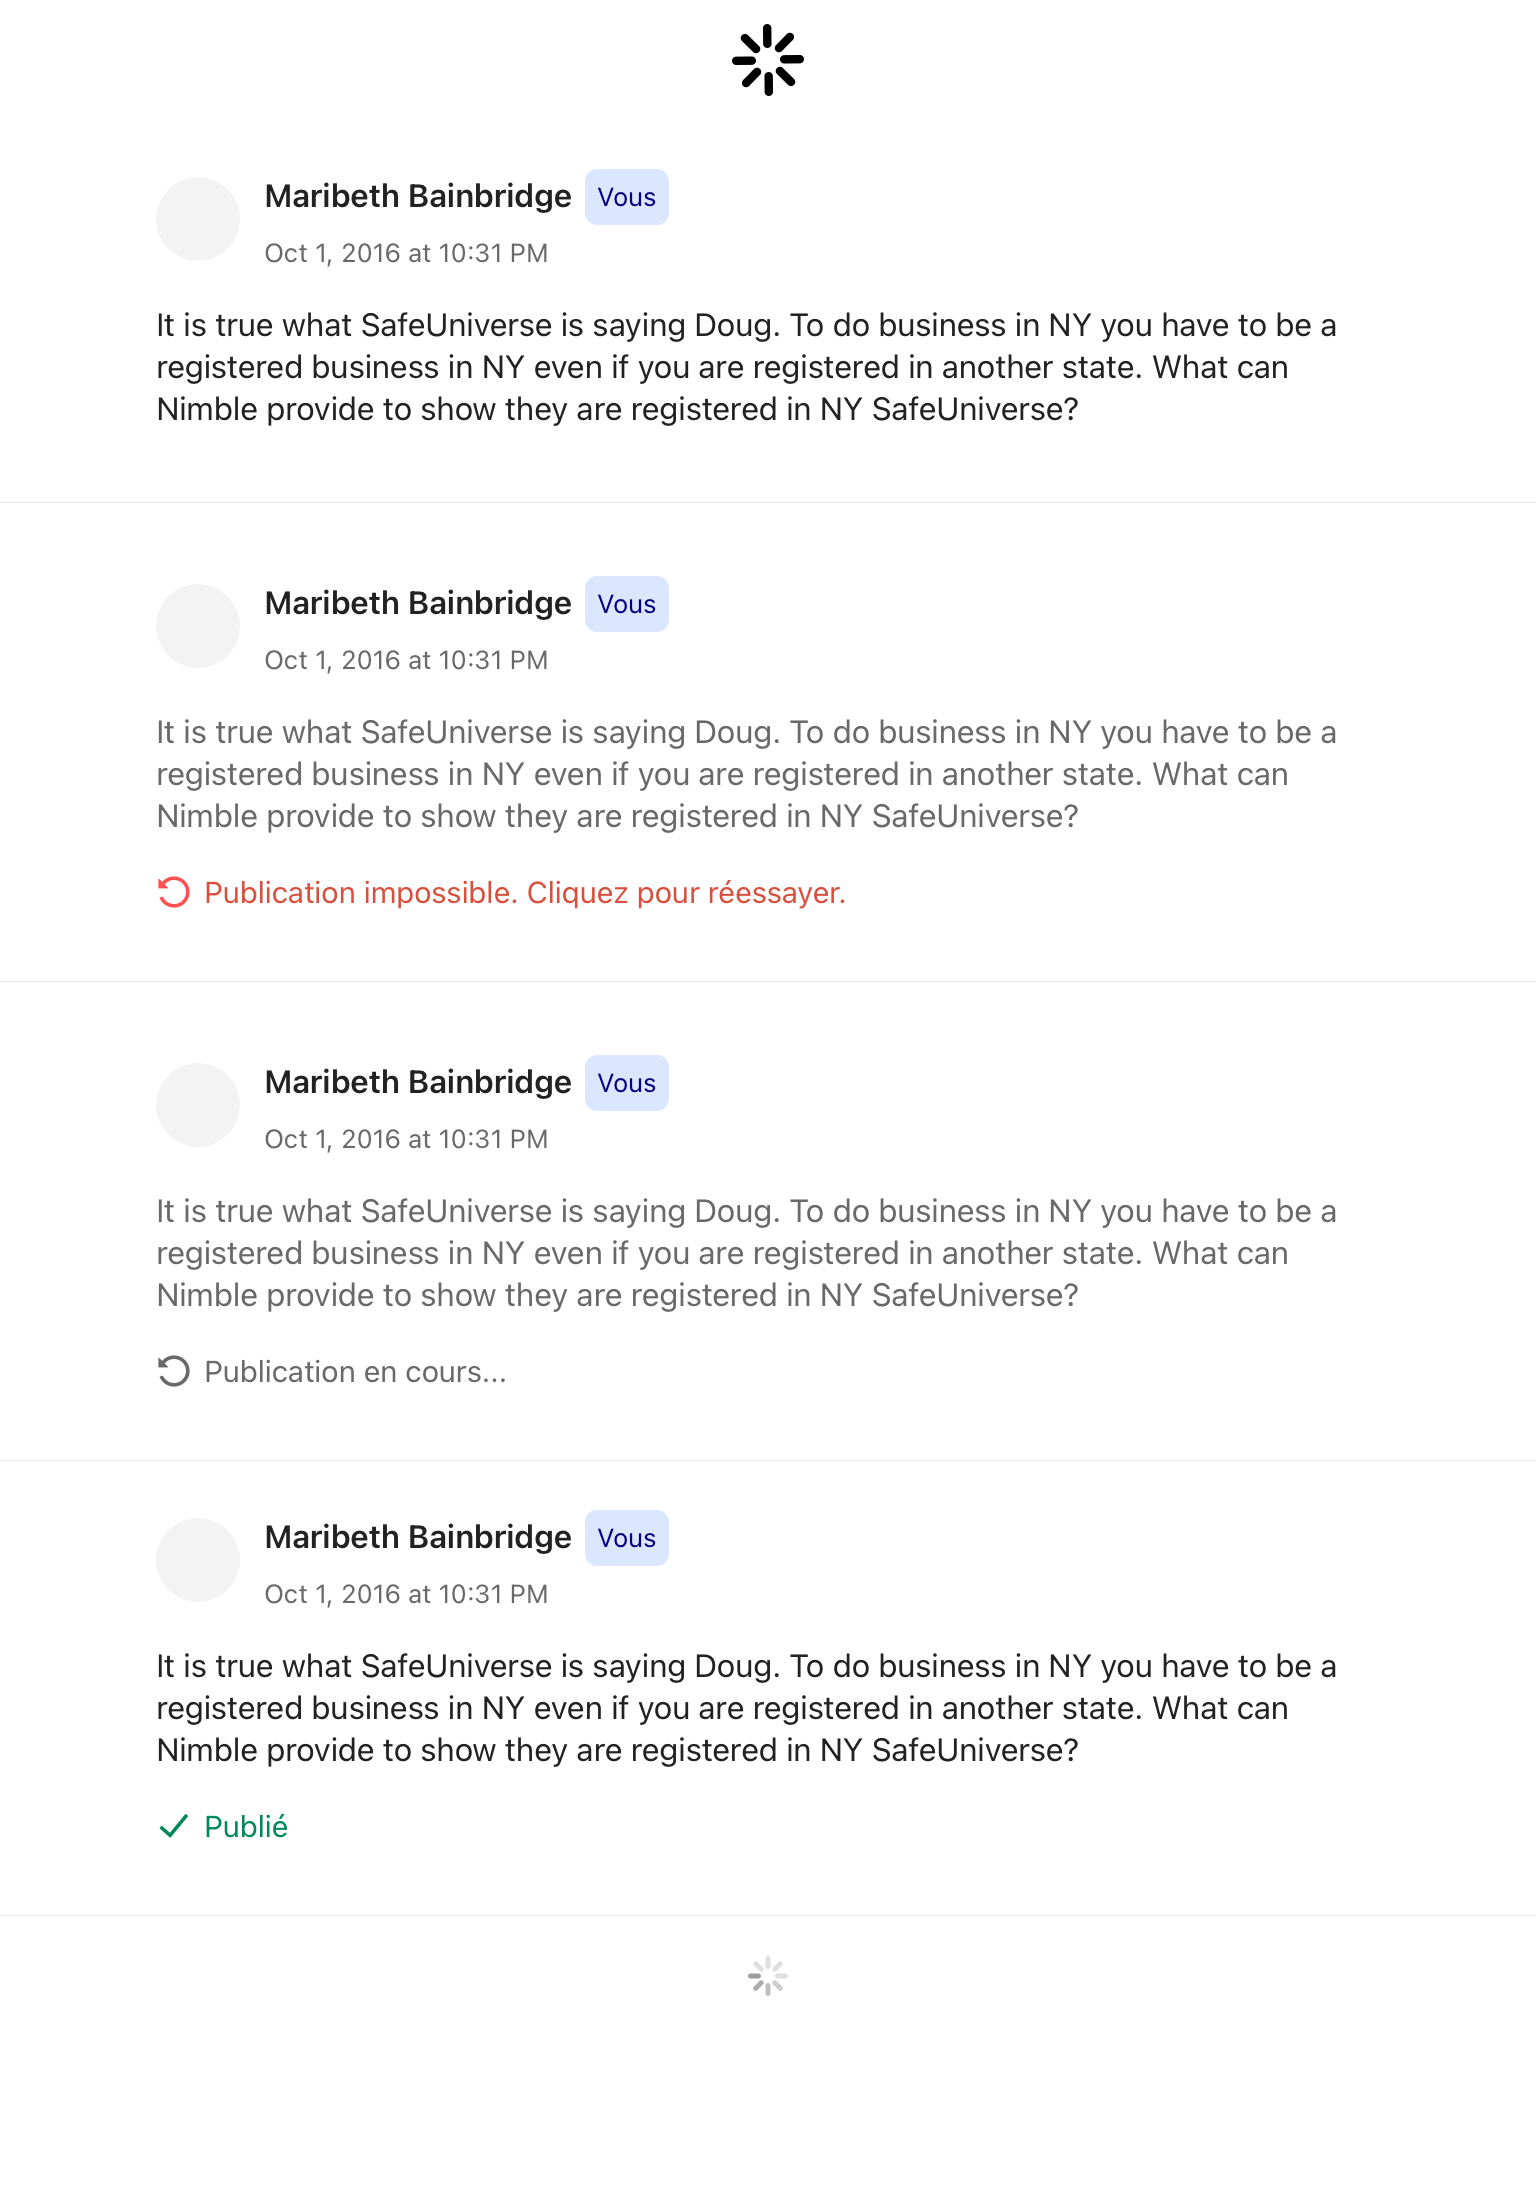 Maribeth Bainbridge Vous
Oct 1, 2016 at 10:31 PM
It is true what SafeUniverse is saying Doug. To do business in NY you have to be a
registered business in NY even if you are registered in another state. What can
Nimble provide to show they are registered in NY SafeUniverse?
Maribeth Bainbridge Vous
Oct 1, 2016 at 10:31 PM
It is true what SafeUniverse is saying Doug. To do business in NY you have to be a
registered business in NY even if you are registered in another state. What can
Nimble provide to show they are registered in NY SafeUniverse?
Publication impossible. Cliquez pour réessayer.
Maribeth Bainbridge Vous
Oct 1, 2016 at 10:31 PM
It is true what SafeUniverse is saying Doug. To do business in NY you have to be a
registered business in NY even if you are registered in another state. What can
Nimble provide to show they are registered in NY SafeUniverse?
Publication en cours...
Maribeth Bainbridge Vous
Oct 1, 2016 at 10:31 PM
It is true what SafeUniverse is saying Doug. To do business in NY you have to be a
registered business in NY even if you are registered in another state. What can
Nimble provide to show they are registered in NY SafeUniverse?
Publié